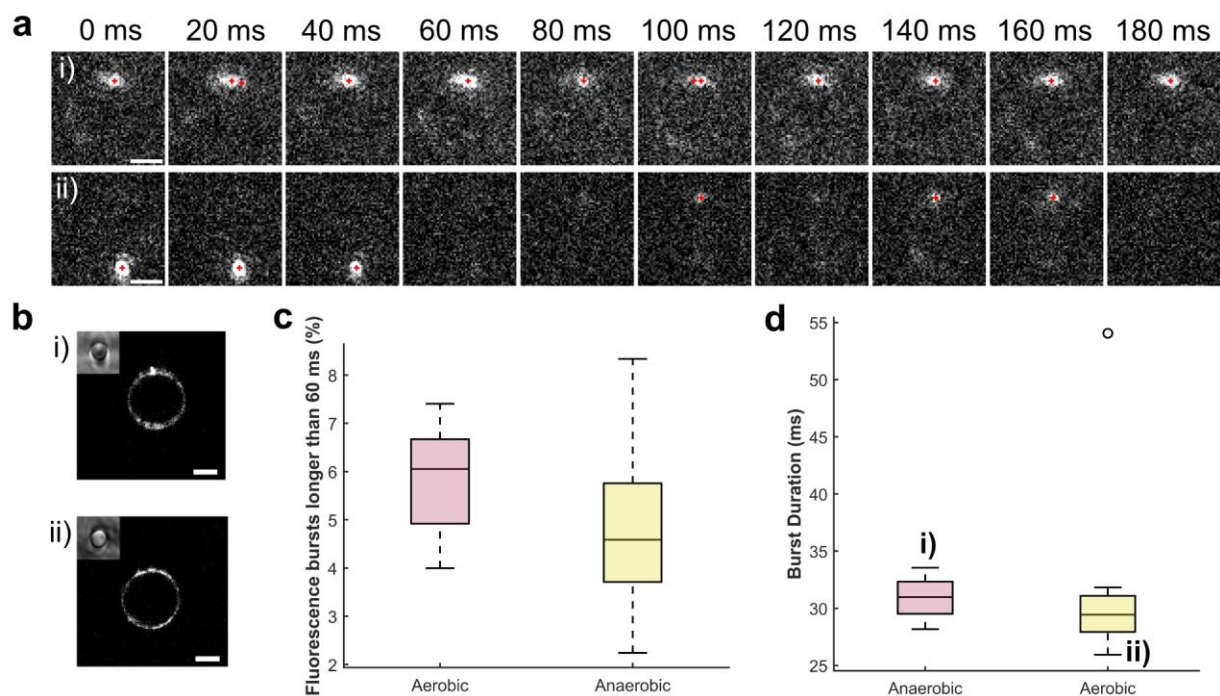 a
0 ms 20 ms 40 ms 60 ms 80 ms 100 ms 120 ms 140 ms 160 ms 180 ms
i)
ii)
b
i)
ii)
c
Fluorescence bursts longer than 60 ms (%)
8
7
6
5
4
3
2
Aerobic Anaerobic
d
Burst Duration (ms)
55
50
45
40
35
30
25
i)
ii)
Anaerobic Aerobic